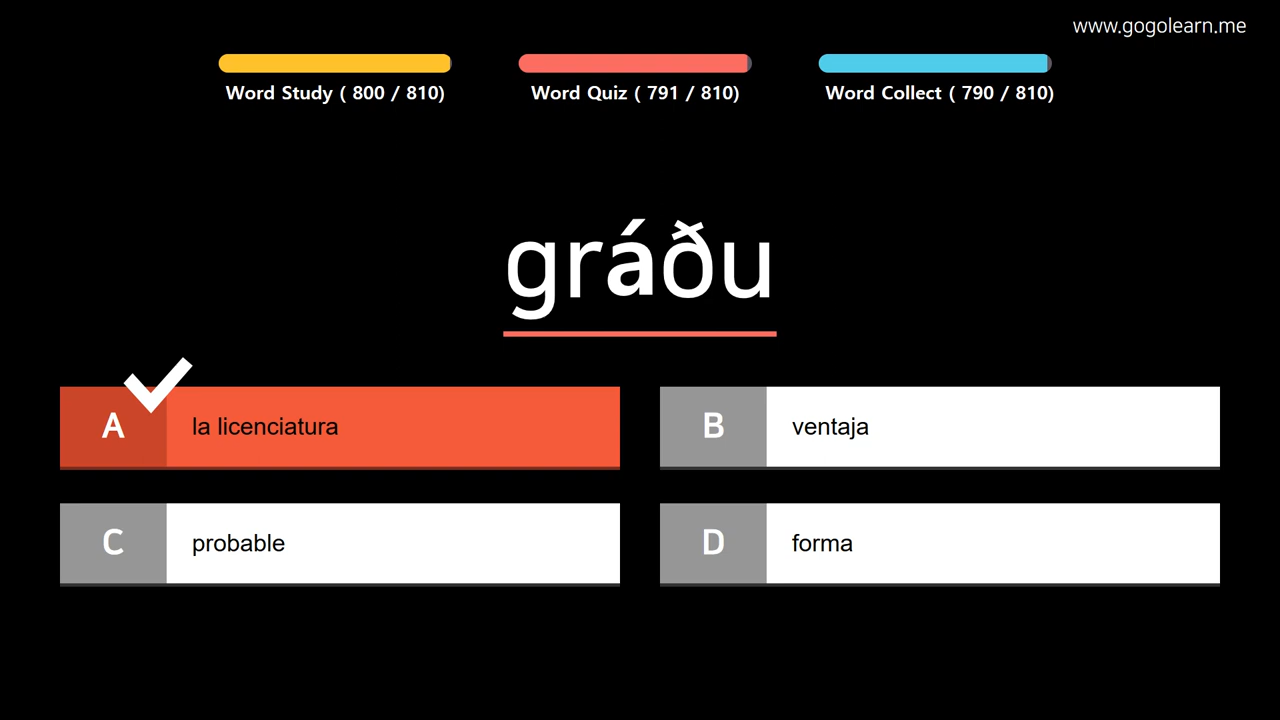 www.gogolearn.me
Word Study ( 800 / 810)
Word Quiz ( 791 / 810)
Word Collect ( 790 / 810)
gráðu
A la licenciatura
B ventaja
C probable
D forma